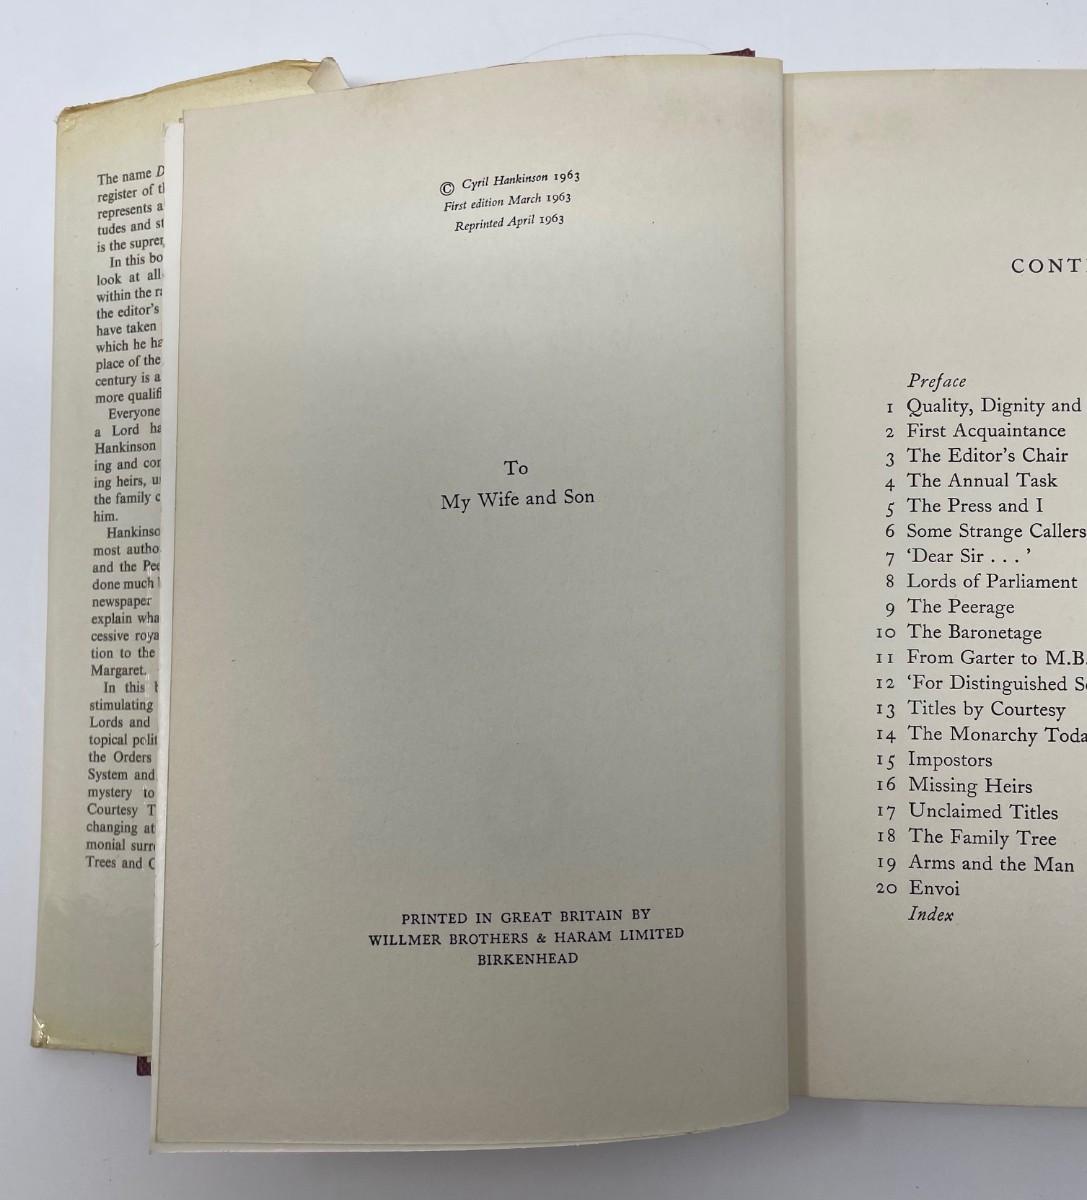 The name D
register of t
represents a
tudes and st
is the suprer
In this bo
look at all
within the ra
the editor's
have taken
which he ha
place of the
century is a
more qualifi
Everyone
a Lord ha
Hankinson
ing and cor
ing heirs, u
the family c
him.
Hankinso
most autho
and the Pee
done much
newspaper
explain wha
cessive roya
tion to the
Margaret.
In this
stimulating
Lords and
topical polit
the Orders
System and
mystery to
Courtesy T
changing at
monial surr
Trees and C
© Cyril Hankinson 1963
First edition March 1963
Reprinted April 1963
To
My Wife and Son
PRINTED IN GREAT BRITAIN BY
WILLMER BROTHERS & HARAM LIMITED
BIRKENHEAD
CONT
Preface
1 Quality, Dignity and
2 First Acquaintance
3 The Editor's Chair
4 The Annual Task
5 The Press and I
6 Some Strange Callers
7 'Dear Sir . . . '
8 Lords of Parliament
9 The Peerage
10 The Baronetage
11 From Garter to M.B.
12 'For Distinguished S
13 Titles by Courtesy
14 The Monarchy Toda
15 Impostors
16 Missing Heirs
17 Unclaimed Titles
18 The Family Tree
19 Arms and the Man
20 Envoi
Index